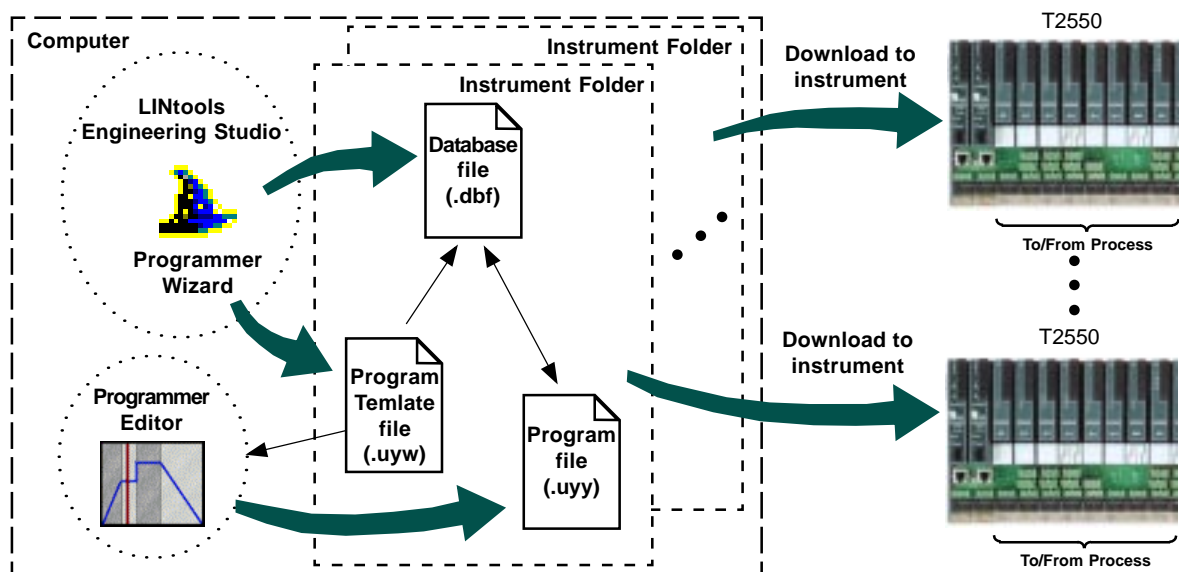 Computer
Instrument Folder
Instrument Folder
LINtools
Engineering Studio
Programmer
Wizard
Programmer
Editor
Database
file
(.dbf)
Program
Temlate
file
(.uyw)
Program
file
(.uyy)
Download to
instrument
T2550
To/From Process
Download to
instrument
T2550
To/From Process